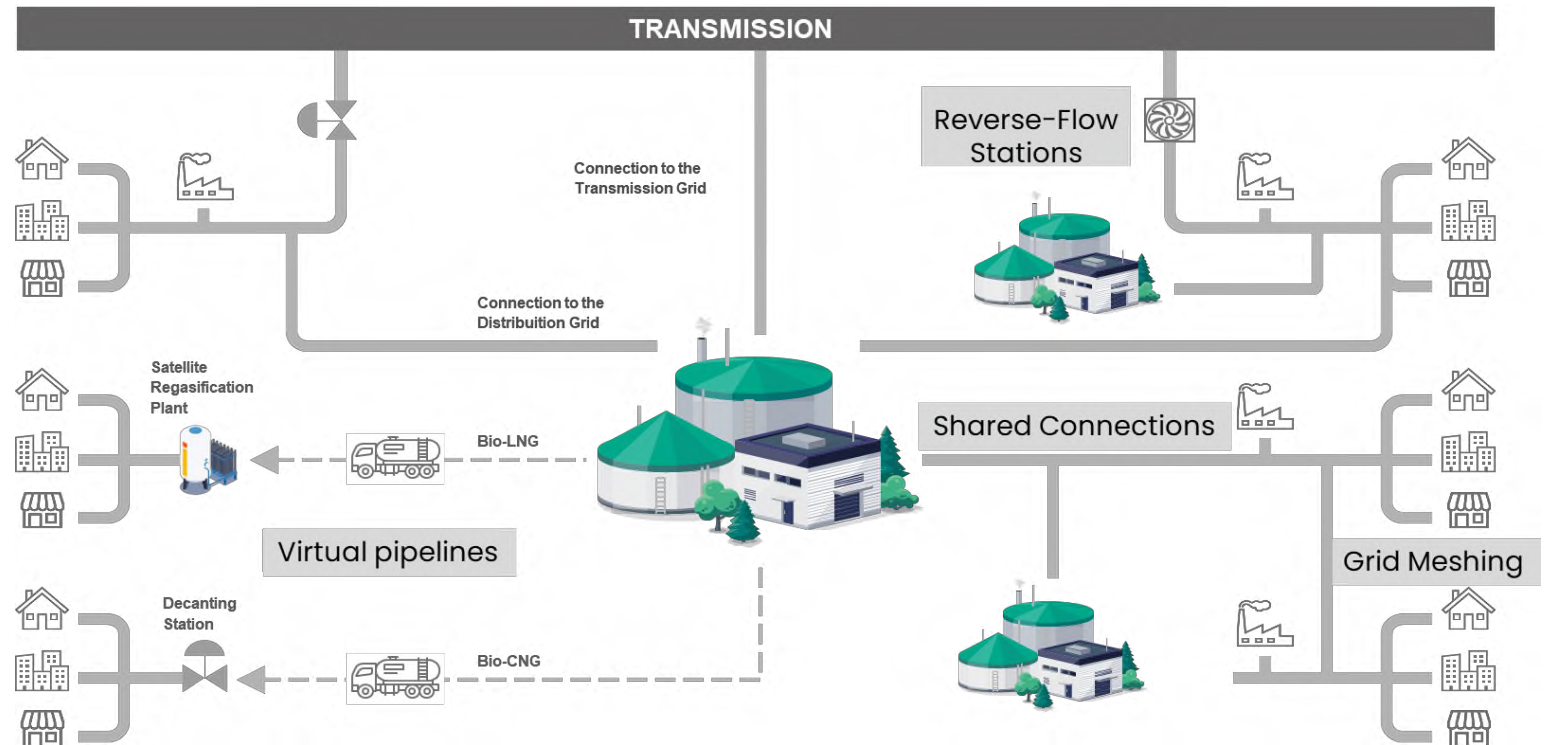 TRANSMISSION
Reverse-Flow
Stations
Connection to the
Transmission Grid
Connection to the
Distribuition Grid
Satellite
Regasification
Plant
Bio-LNG
Shared Connections
Virtual pipelines
Grid Meshing
Decanting
Station
Bio-CNG